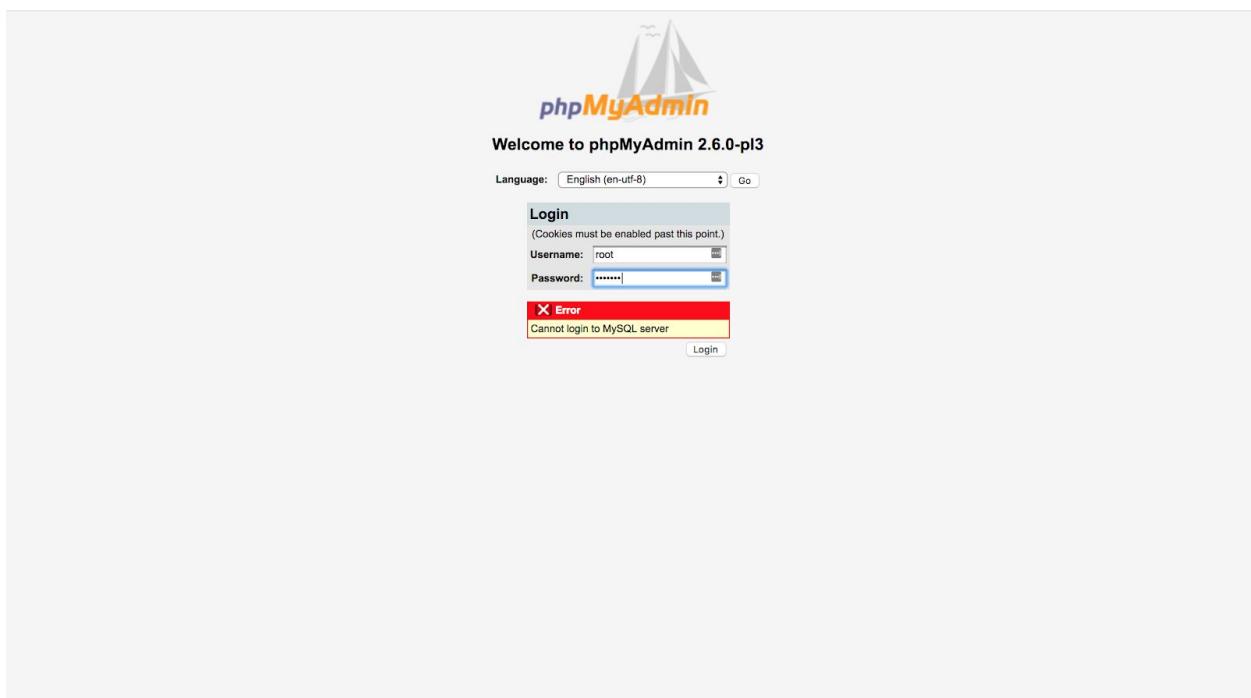 phpMyAdmin
Welcome to phpMyAdmin 2.6.0-pl3
Language: English (en-utf-8) Go
Login
(Cookies must be enabled past this point.)
Username: root
Password: •••••••
Error
Cannot login to MySQL server
Login